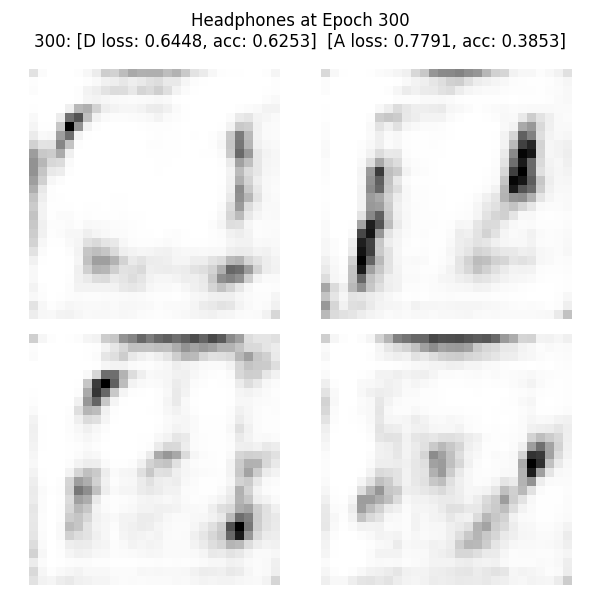 Headphones at Epoch 300
300: [D loss: 0.6448, acc: 0.6253]  [A loss: 0.7791, acc: 0.3853]